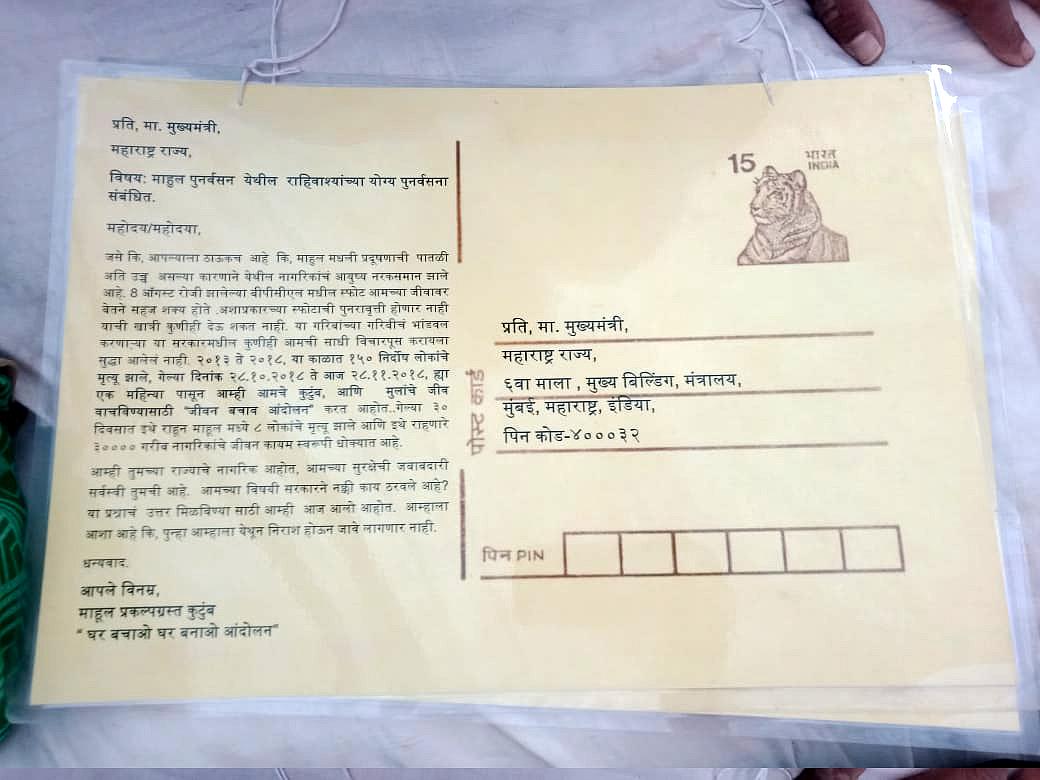 प्रति, मा. मुख्यमंत्री,
महाराष्ट्र राज्य,
विषय: माहुल पुनर्वसन येथील राहिवाश्यांच्या योग्य पुनर्वसना
संबंधित.
महोदय/महोदया,
जसे कि, आपल्याला ठाऊकच आहे कि, माहुल मधली प्रदूषणाची पातळी
अति उच्च असल्या कारणाने येथील नागरिकांचं आयुष्य नरकसमान झाले
आहे. 8 ऑगस्ट रोजी झालेल्या बीपीसीएल मधील स्फोट आमच्या जीवावर
बेतने सहज शक्य होते .अशाप्रकारच्या स्फोटाची पुनरावृत्ती होणार नाही
याची खात्री कुणीही देऊ शकत नाही. या गरिबांच्या गरिबीचं भांडवल
करणाऱ्या या सरकारमधील कुणीही आमची साधी विचारपूस करायला
सुद्धा आलेलं नाही. २०१३ ते २०१८, या काळात १५० निर्दोष लोकांचे
मृत्यू झाले, गेल्या दिनांक २८.१०.२०१८ ते आज २८.११.२०१८, ह्या
एक महिन्या पासून आम्ही आमचे कुटुंब, आणि मुलांचे जीव
वाचविण्यासाठी "जीवन बचाव आंदोलन" करत आहोत..गेल्या ३०
दिवसात इथे राहून माहूल मध्ये ८ लोकांचे मृत्यू झाले आणि इथे राहणारे
३०००० गरीब नागरिकांचे जीवन कायम स्वरूपी धोक्यात आहे.
आम्ही तुमच्या राज्याचे नागरिक आहोत, आमच्या सुरक्षेची जवाबदारी
सर्वस्वी तुमची आहे. आमच्या विषयी सरकारने नक्की काय ठरवले आहे?
या प्रश्नाचं उत्तर मिळविण्या साठी आम्ही आज आलो आहोत. आम्हाला
आशा आहे कि, पुन्हा आम्हाला येथून निराश होऊन जावे लागणार नाही.
धन्यवाद.
आपले विनम्र,
माहूल प्रकल्पग्रस्त कुटुंब
" घर बचाओ घर बनाओ आंदोलन"
15 भारत
INDIA
पोस्ट कार्ड
प्रति, मा. मुख्यमंत्री,
महाराष्ट्र राज्य,
६वा माला , मुख्य बिल्डिंग, मंत्रालय,
मुंबई, महाराष्ट्र, इंडिया,
पिन कोड-४०००३२
पिन PIN